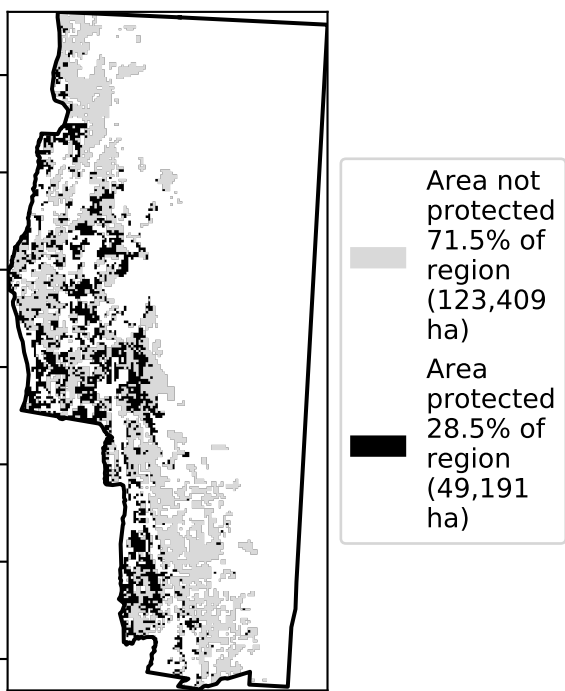 Area not
protected
71.5% of
region
(123,409
ha)
Area
protected
28.5% of
region
(49,191
ha)